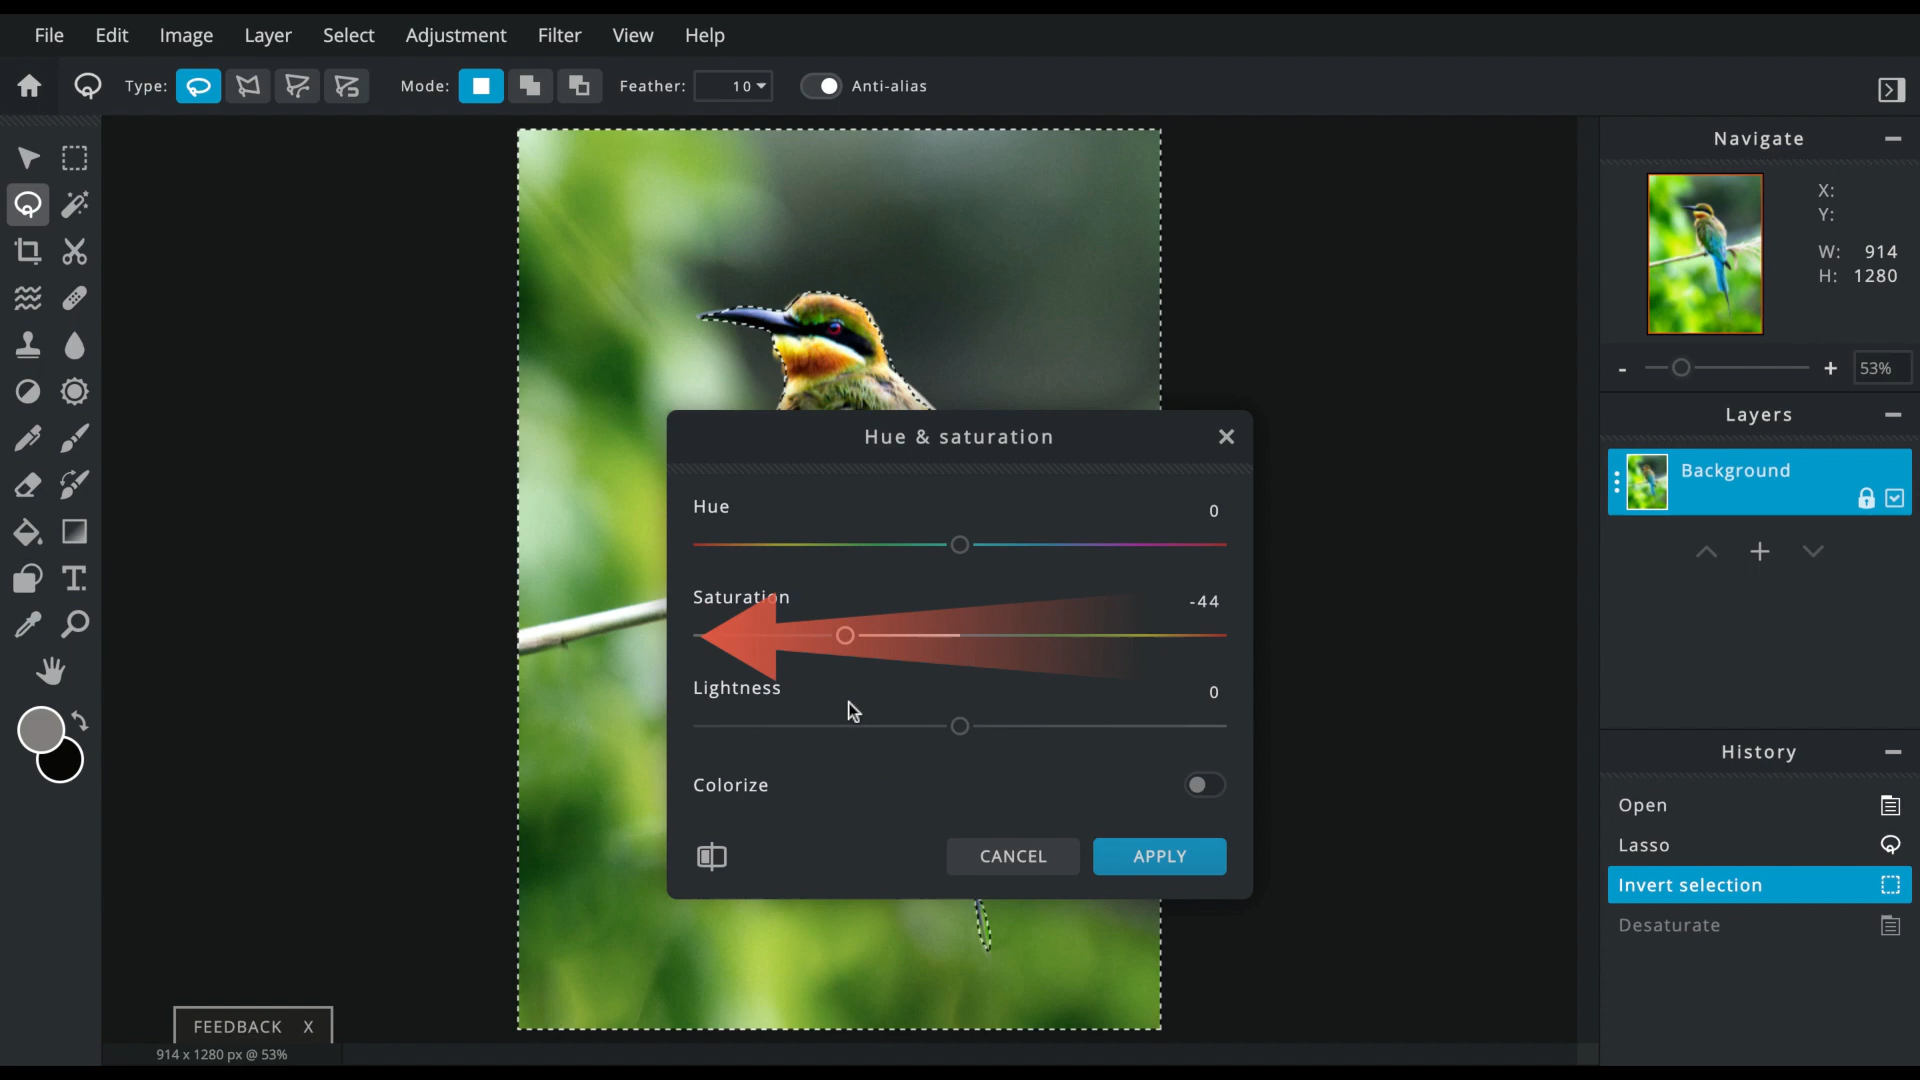 File Edit Image Layer Select Adjustment Filter View Help
Type: Mode: Feather: 10 Anti-alias
Navigate
X:
Y:
W: 914
H: 1280
- + 53%
Layers
Background
Hue & saturation
Hue 0
Saturation -44
Lightness 0
Colorize
CANCEL APPLY
History
Open
Lasso
Invert selection
Desaturate
FEEDBACK X
914 x 1280 px @ 53%